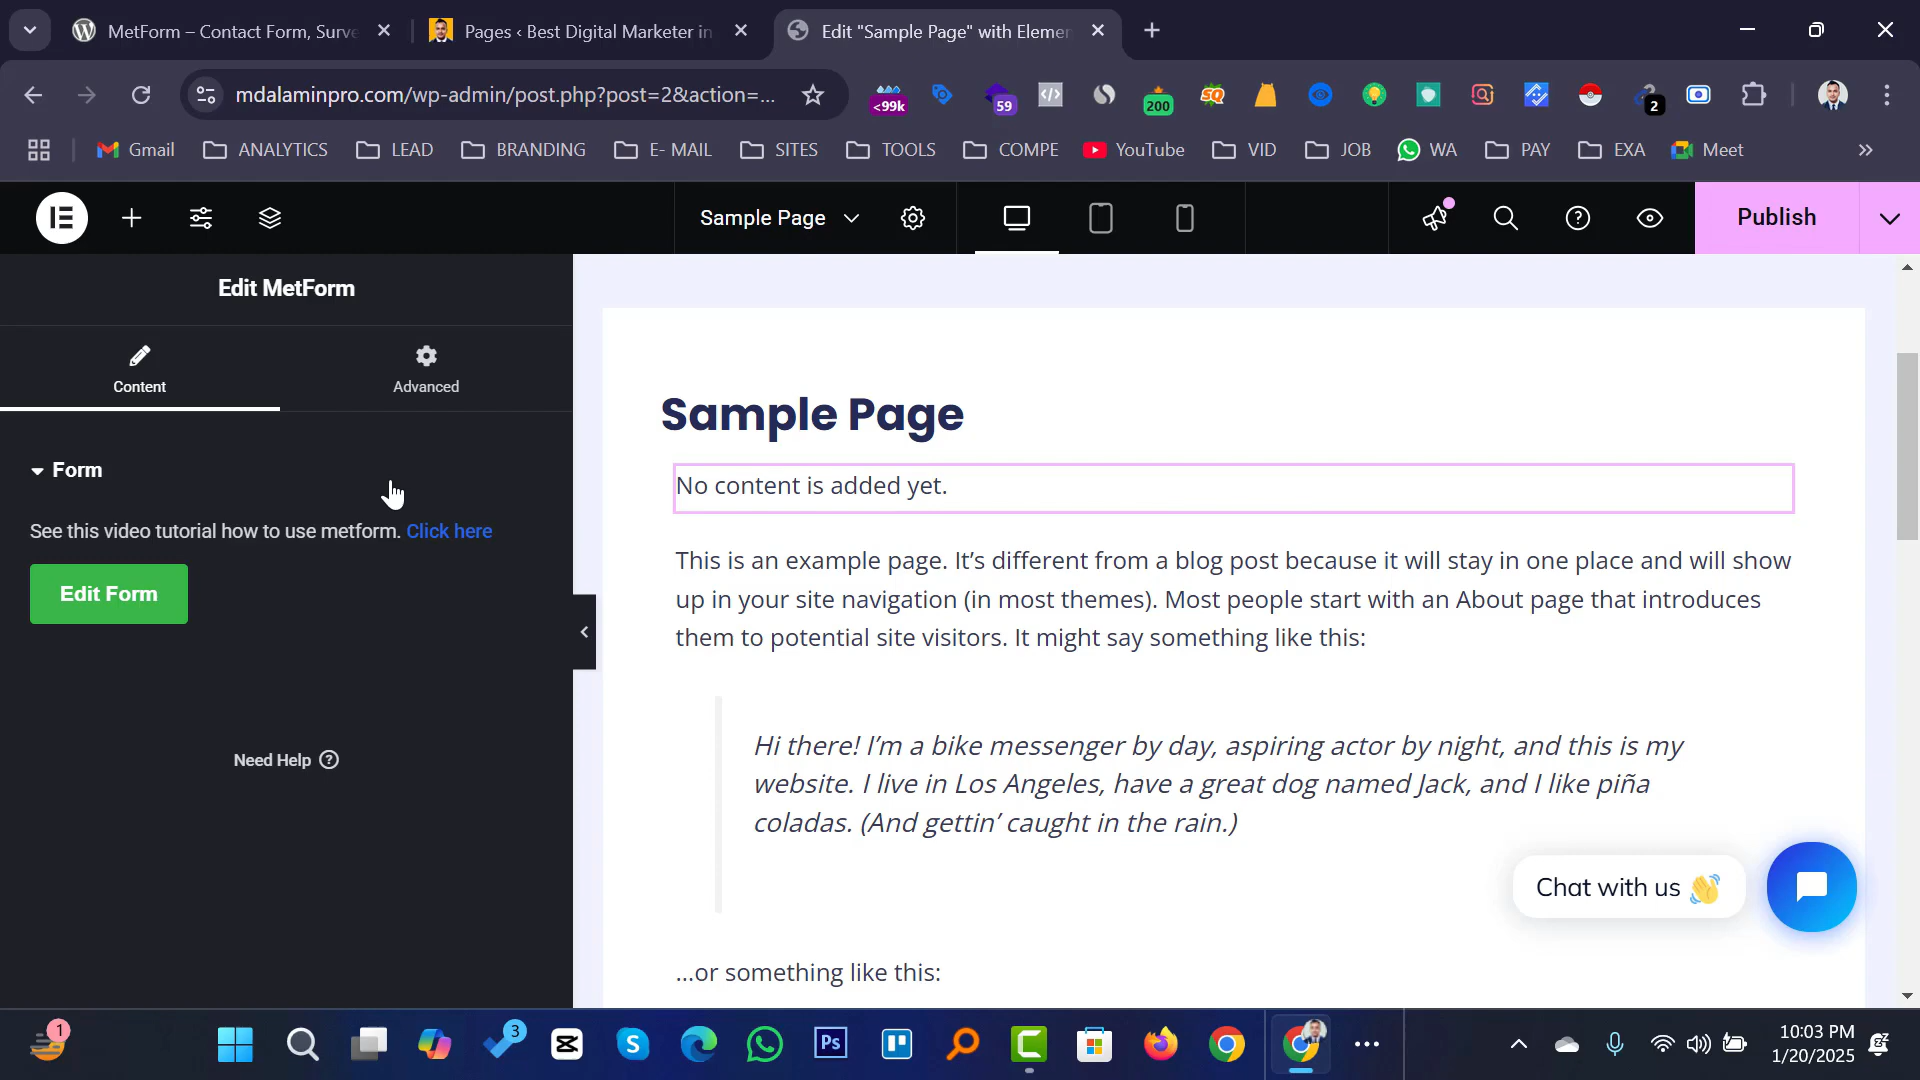 MetForm – Contact Form, Surve
Pages ‹ Best Digital Marketer in
Edit "Sample Page" with Elemen
mdalaminpro.com/wp-admin/post.php?post=2&action=...
<99k
59
200
SQ
2
Gmail
ANALYTICS
LEAD
BRANDING
E- MAIL
SITES
TOOLS
COMPE
YouTube
VID
JOB
WA
PAY
EXA
Meet
Sample Page
Publish
Edit MetForm
Content
Advanced
Form
See this video tutorial how to use metform. Click here
Edit Form
Need Help
Sample Page
No content is added yet.
This is an example page. It’s different from a blog post because it will stay in one place and will show
up in your site navigation (in most themes). Most people start with an About page that introduces
them to potential site visitors. It might say something like this:
Hi there! I’m a bike messenger by day, aspiring actor by night, and this is my
website. I live in Los Angeles, have a great dog named Jack, and I like piña
coladas. (And gettin’ caught in the rain.)
...or something like this:
Chat with us 👋
1
3
S
Ps
10:03 PM
1/20/2025